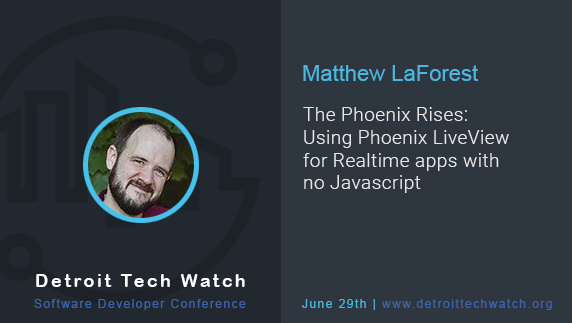 Matthew LaForest
The Phoenix Rises:
Using Phoenix LiveView
for Realtime apps with
no Javascript
Detroit Tech Watch
Software Developer Conference
June 29th | www.detroittechwatch.org